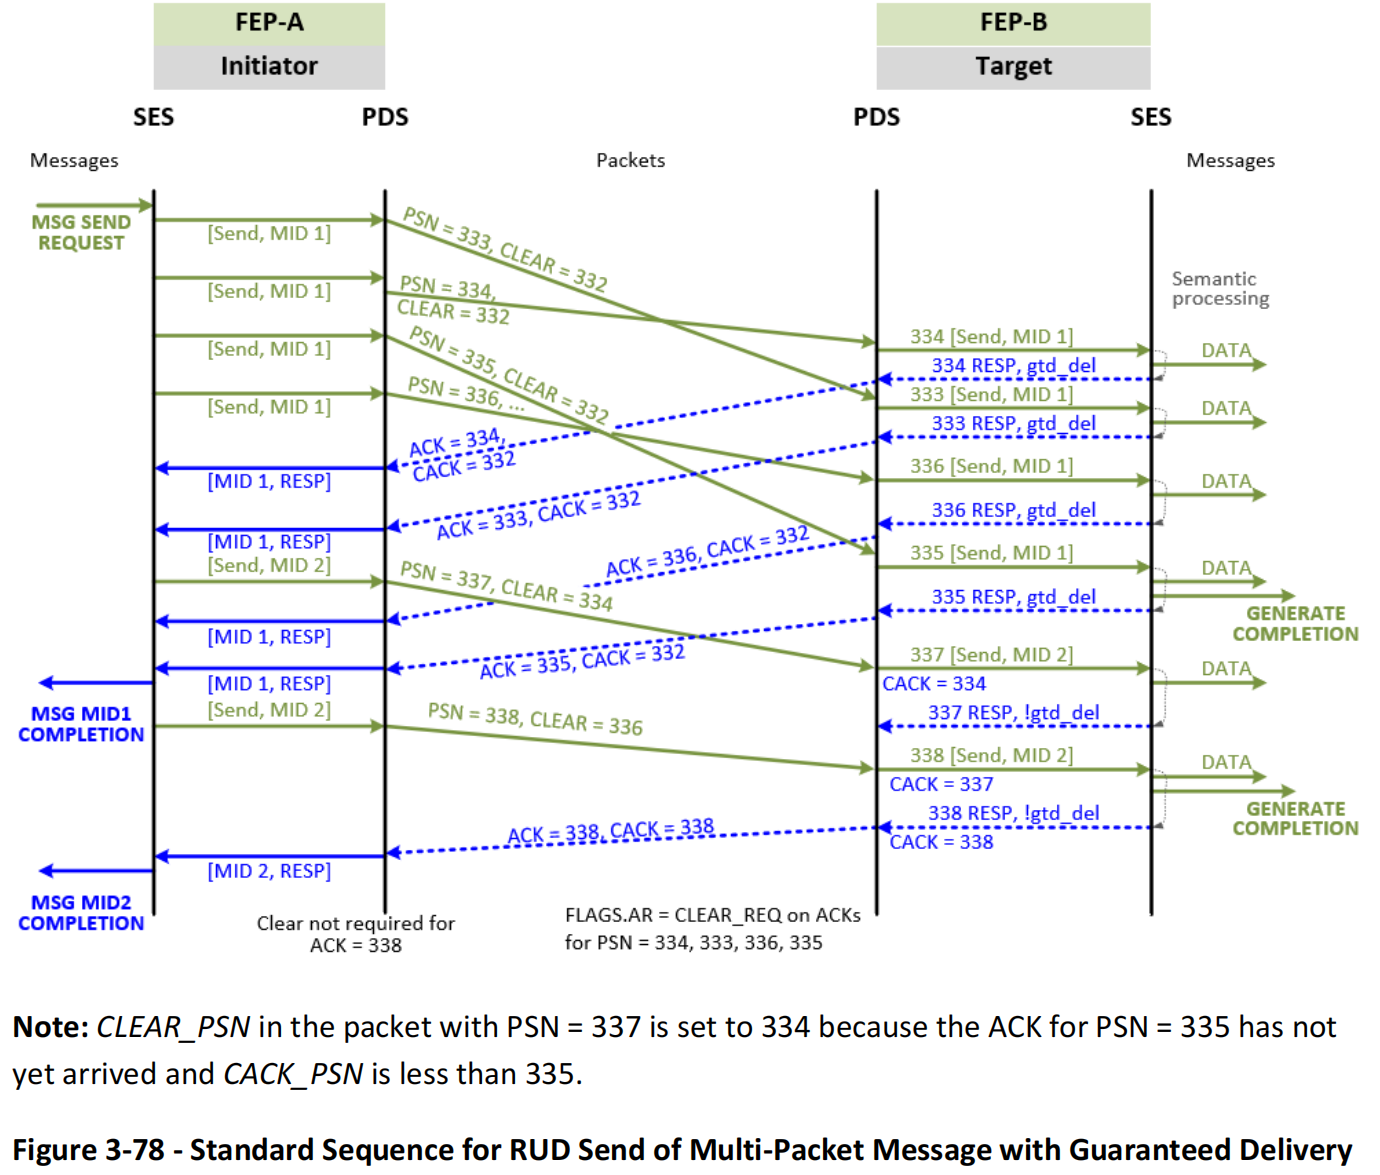 FEP-A
FEP-B
Initiator
Target
SES
PDS
PDS
SES
Messages
Packets
Messages
MSG SEND
REQUEST
[Send, MID 1]
PSN = 333, CLEAR = 332
[Send, MID 1]
PSN = 334,
CLEAR = 332
Semantic
processing
[Send, MID 1]
PSN = 335, CLEAR = 332
334 [Send, MID 1]
DATA
334 RESP, gtd_del
[Send, MID 1]
PSN = 336, ...
333 [Send, MID 1]
DATA
333 RESP, gtd_del
ACK = 334,
CACK = 332
[MID 1, RESP]
336 [Send, MID 1]
DATA
ACK = 333, CACK = 332
336 RESP, gtd_del
[MID 1, RESP]
ACK = 336, CACK = 332
335 [Send, MID 1]
DATA
[Send, MID 2]
PSN = 337, CLEAR = 334
335 RESP, gtd_del
GENERATE
COMPLETION
[MID 1, RESP]
ACK = 335, CACK = 332
337 [Send, MID 2]
DATA
CACK = 334
[MID 1, RESP]
MSG MID1
COMPLETION
[Send, MID 2]
PSN = 338, CLEAR = 336
337 RESP, !gtd_del
338 [Send, MID 2]
DATA
CACK = 337
GENERATE
COMPLETION
338 RESP, !gtd_del
ACK = 338, CACK = 338
CACK = 338
[MID 2, RESP]
MSG MID2
COMPLETION
Clear not required for
ACK = 338
FLAGS.AR = CLEAR_REQ on ACKs
for PSN = 334, 333, 336, 335
Note: CLEAR_PSN in the packet with PSN = 337 is set to 334 because the ACK for PSN = 335 has not
yet arrived and CACK_PSN is less than 335.
Figure 3-78 - Standard Sequence for RUD Send of Multi-Packet Message with Guaranteed Delivery